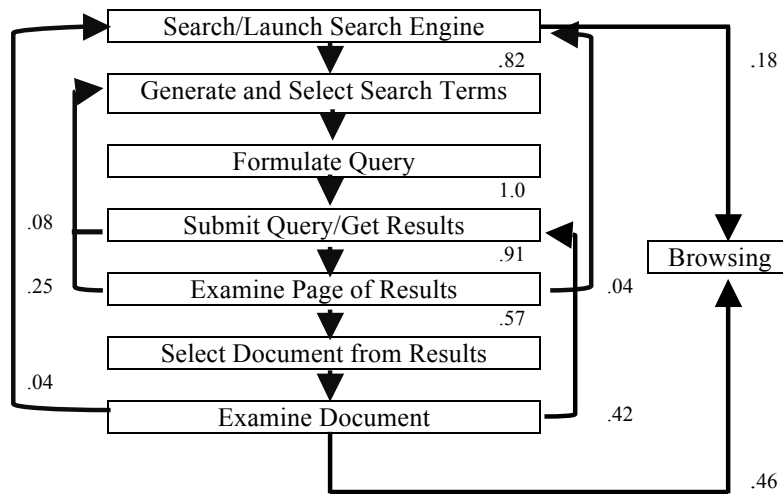 Search/Launch Search Engine
.82
.18
Generate and Select Search Terms
Formulate Query
1.0
.08
Submit Query/Get Results
.91
Browsing
.25
Examine Page of Results
.04
.57
Select Document from Results
.04
Examine Document
.42
.46